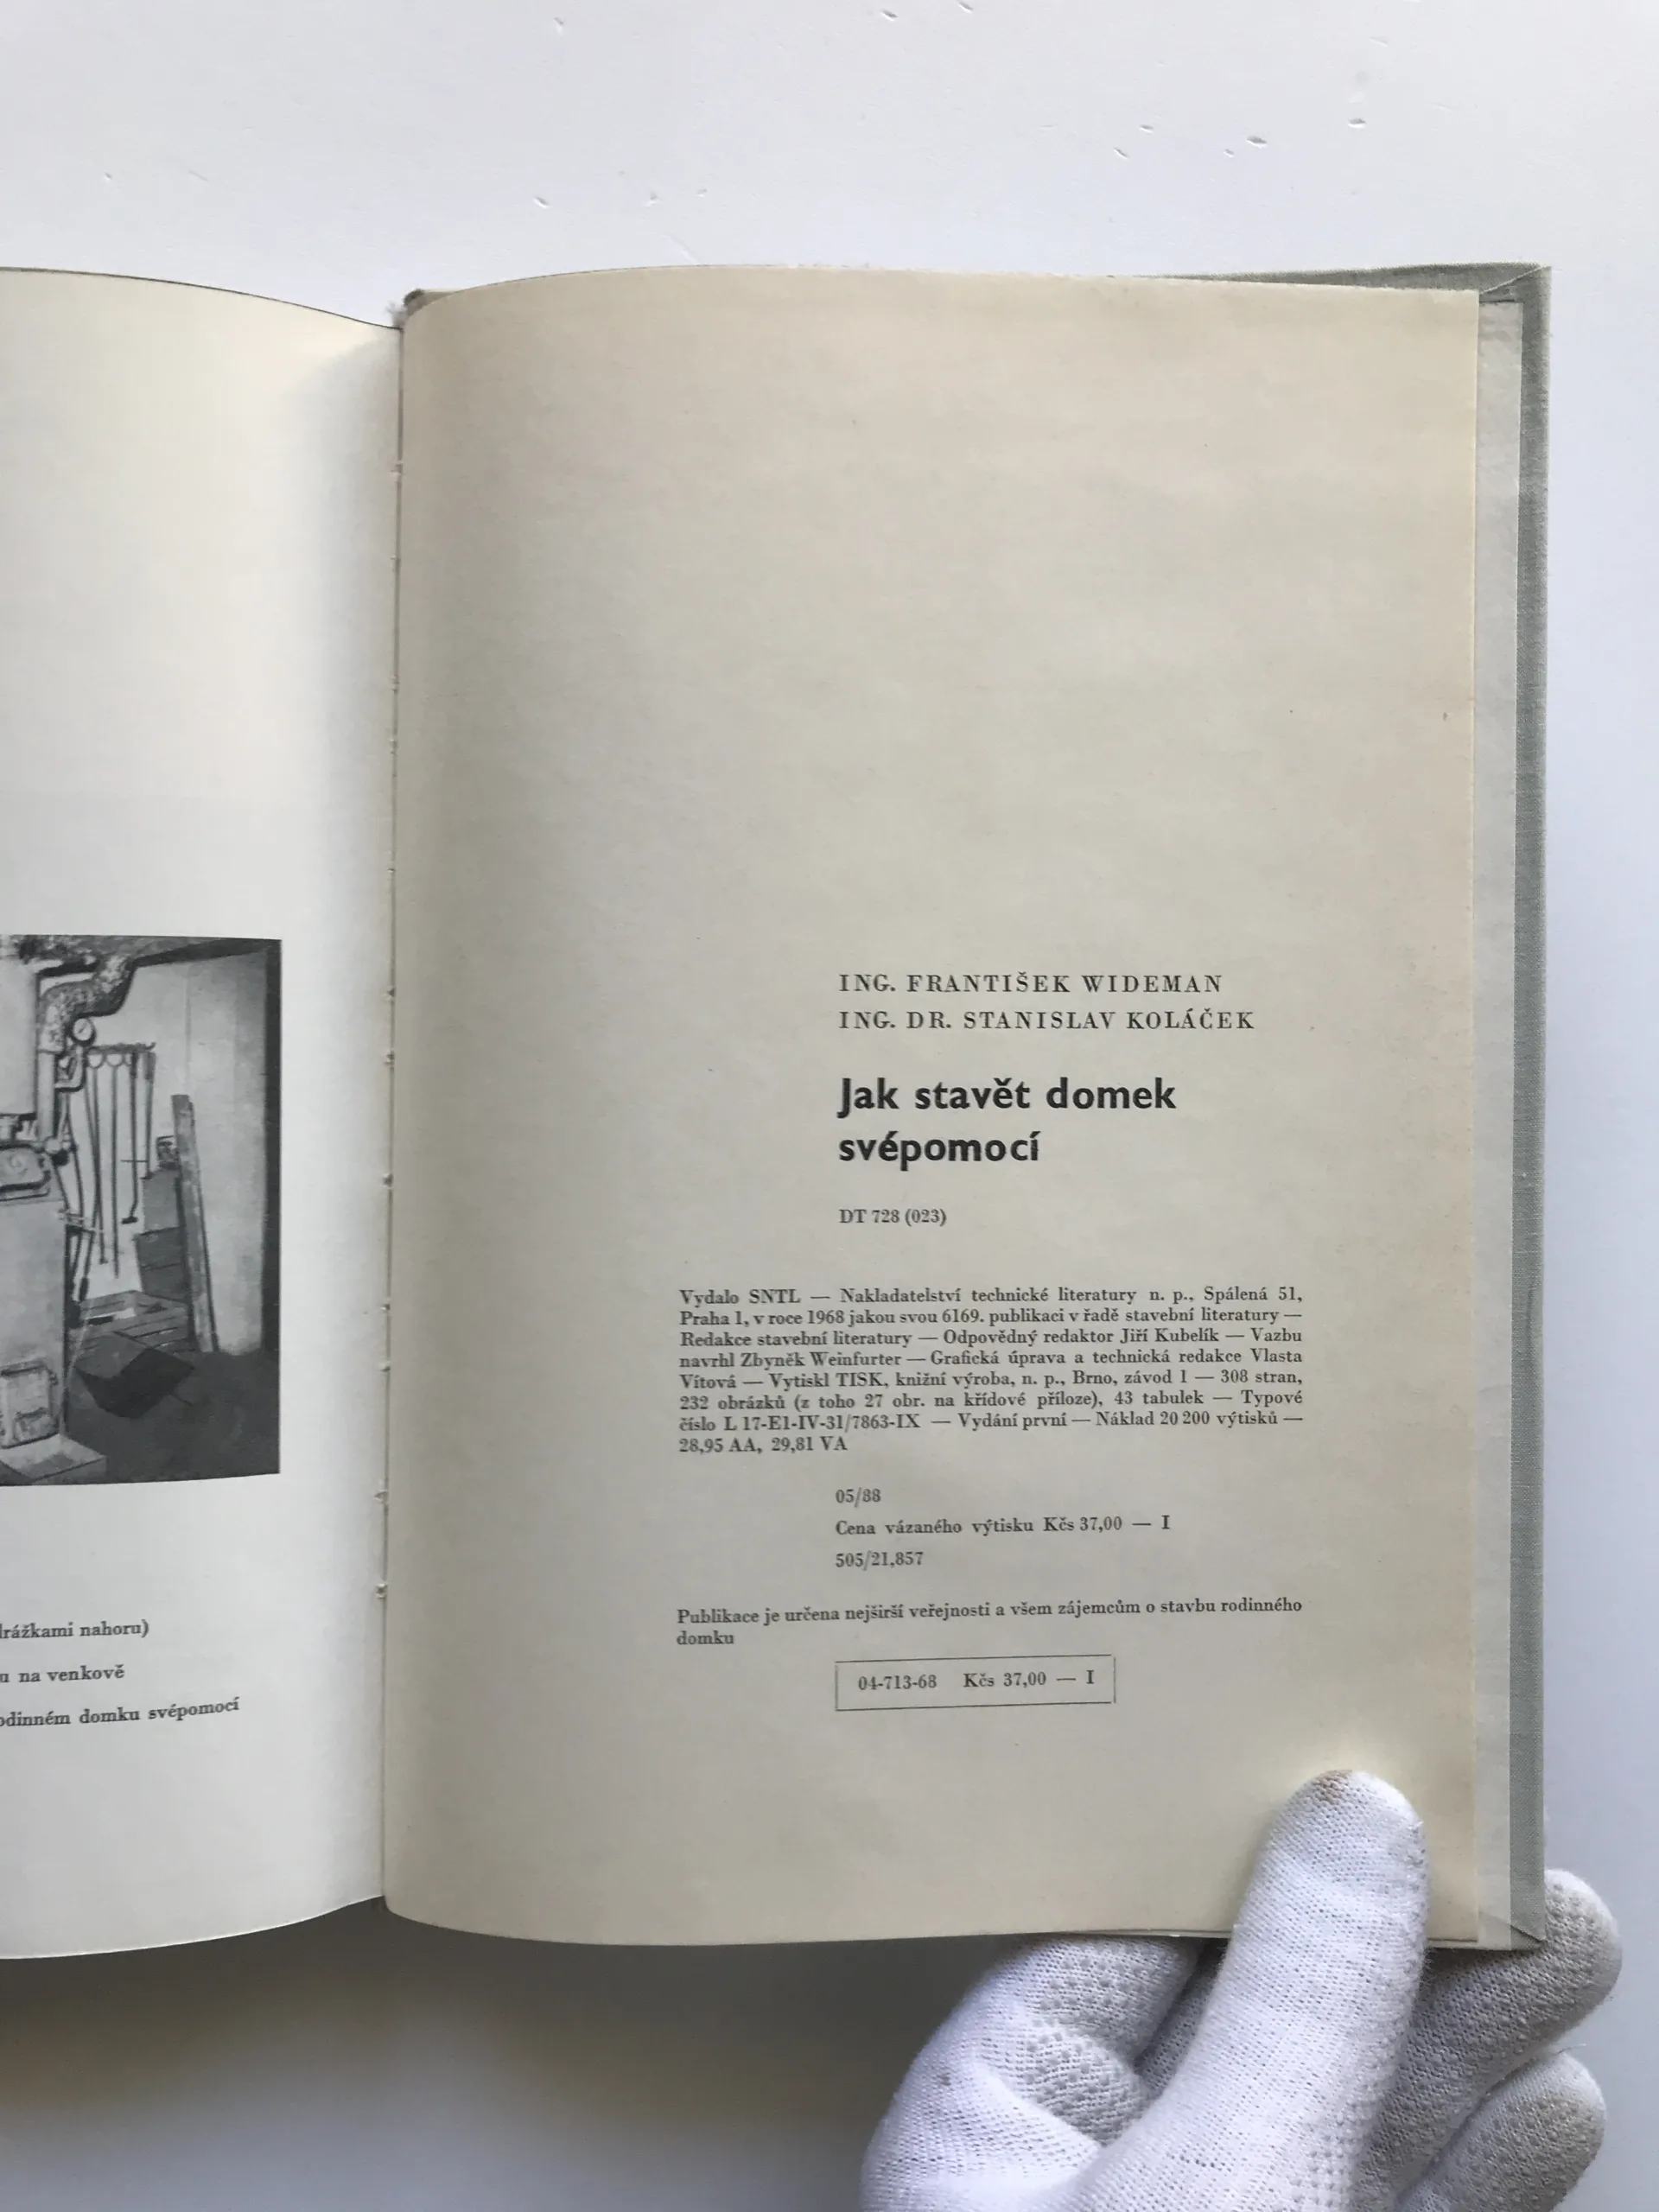 drážkami nahoru)
u na venkově
odinném domku svépomocí
ING. FRANTIŠEK WIDEMAN
ING. DR. STANISLAV KOLÁČEK
Jak stavět domek
svépomocí
DT 728 (023)
Vydalo SNTL — Nakladatelství technické literatury n. p., Spálená 51,
Praha 1, v roce 1968 jakou svou 6169. publikaci v řadě stavební literatury —
Redakce stavební literatury — Odpovědný redaktor Jiří Kubelík — Vazbu
navrhl Zbyněk Weinfurter — Grafická úprava a technická redakce Vlasta
Vítová — Vytiskl TISK, knižní výroba, n. p., Brno, závod 1 — 308 stran,
232 obrázků (z toho 27 obr. na křídové příloze), 43 tabulek — Typové
číslo L 17-E1-IV-31/7863-IX — Vydání první — Náklad 20 200 výtisků —
28,95 AA, 29,81 VA
05/88
Cena vázaného výtisku Kčs 37,00 — I
505/21,857
Publikace je určena nejširší veřejnosti a všem zájemcům o stavbu rodinného
domku
04-713-68 Kčs 37,00 — I